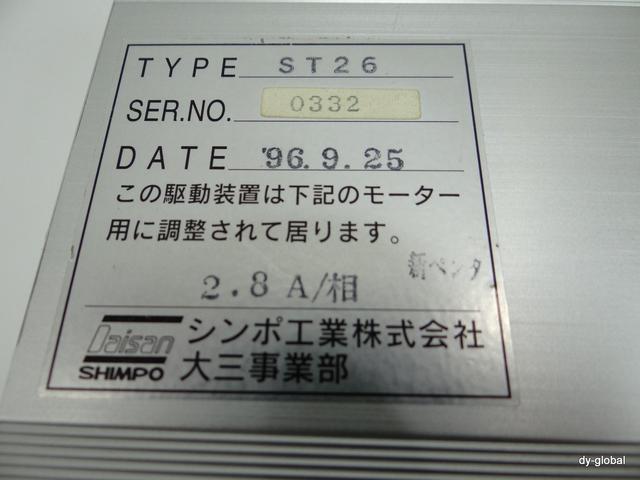 TYPE ST26
SER.NO. 0332
DATE '96.9.25
この駆動装置は下記のモーター
用に調整されて居ります。
新ペンタ
2.8 A/相
Daisan シンポ工業株式会社
SHIMPO 大三事業部
dy-global